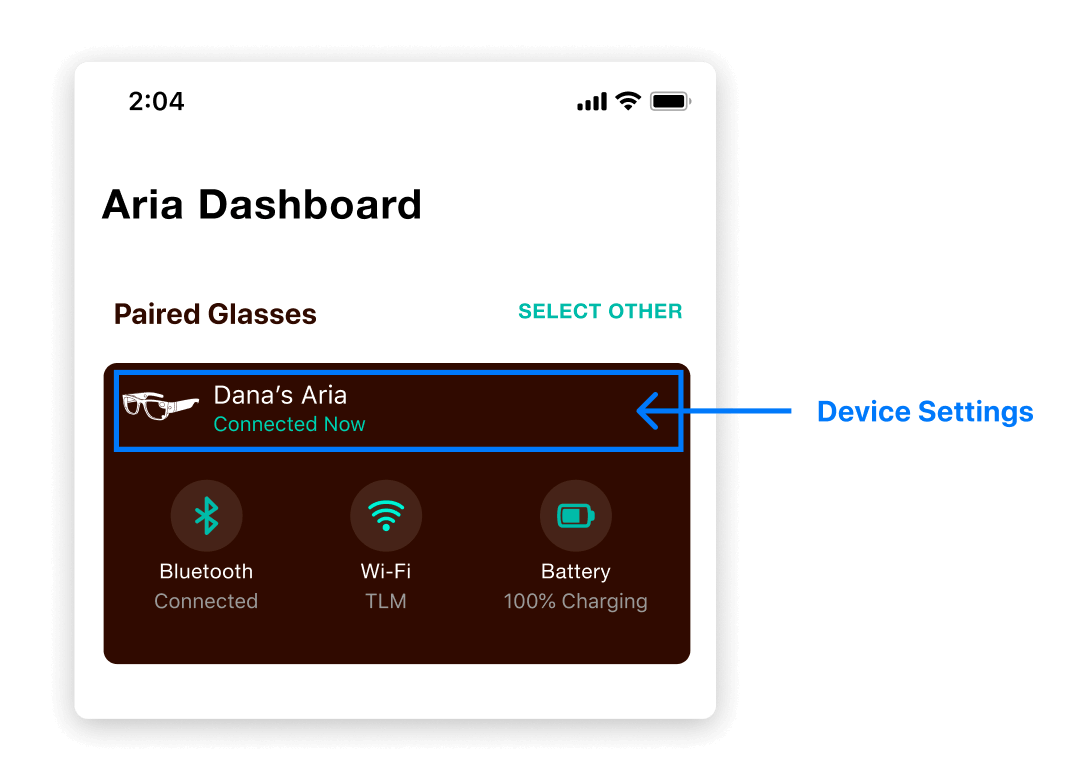 2:04
Aria Dashboard
Paired Glasses
SELECT OTHER
Dana’s Aria
Connected Now
Device Settings
Bluetooth
Wi-Fi
Battery
Connected
TLM
100% Charging